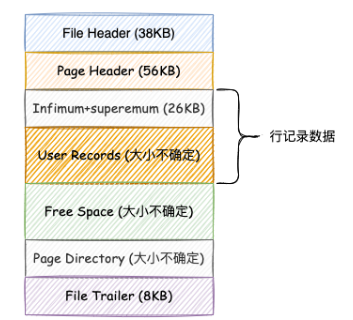 File Header (38KB)
Page Header (56KB)
Infimum+superemum (26KB)
行记录数据
User Records (大小不确定)
Free Space (大小不确定)
Page Directory (大小不确定)
File Trailer (8KB)